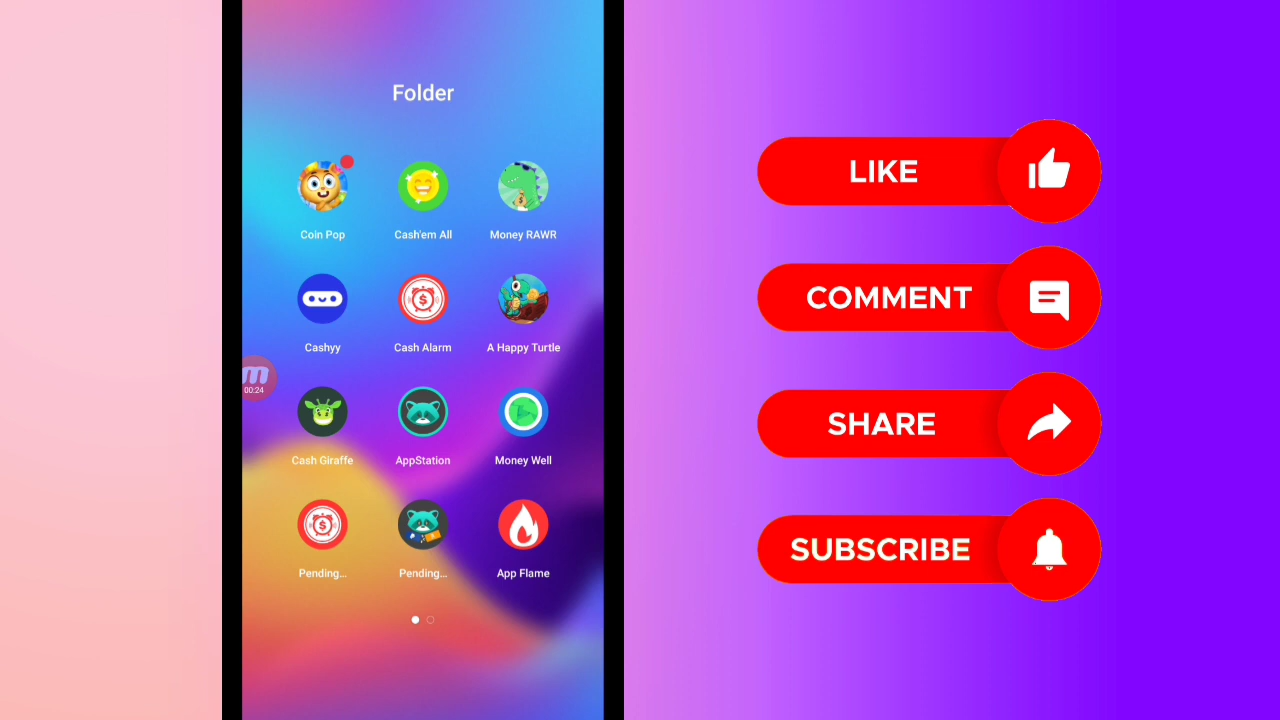 Folder
Coin Pop
Cash'em All
Money RAWR
Cashyy
Cash Alarm
A Happy Turtle
m
00:24
Cash Giraffe
AppStation
Money Well
Pending...
Pending...
App Flame
LIKE
COMMENT
SHARE
SUBSCRIBE